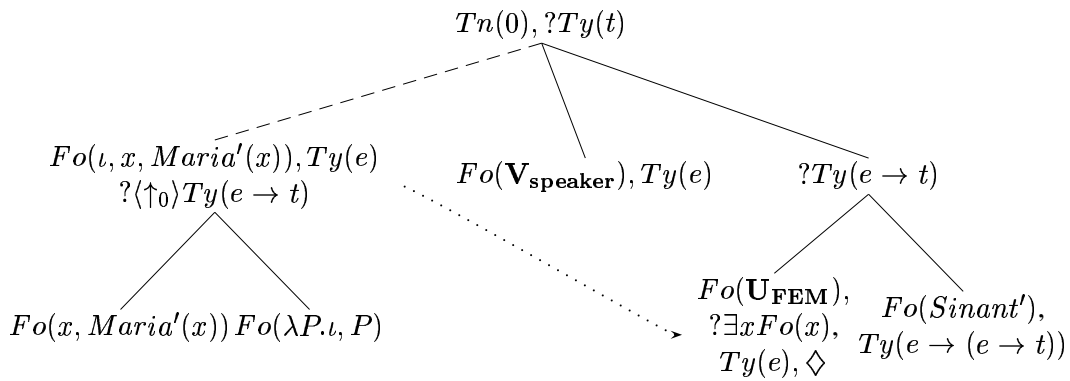 Tn(0), ?Ty(t)
Fo(ι, x, Maria′(x)), Ty(e)
?⟨↑₀⟩Ty(e → t)
Fo(V_speaker), Ty(e)
?Ty(e → t)
Fo(x, Maria′(x)) Fo(λP.ι, P)
Fo(U_FEM),
?∃xFo(x),
Ty(e), ◇
Fo(Sinant′),
Ty(e → (e → t))